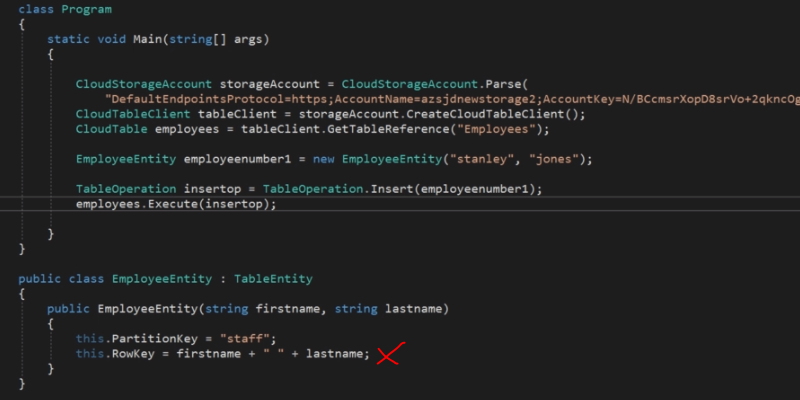 class Program
{
static void Main(string[] args)
{
CloudStorageAccount storageAccount = CloudStorageAccount.Parse(
"DefaultEndpointsProtocol=https;AccountName=azsjdnewstorage2;AccountKey=N/BCcmsrXopD8srVo+2qkncOg
CloudTableClient tableClient = storageAccount.CreateCloudTableClient();
CloudTable employees = tableClient.GetTableReference("Employees");
EmployeeEntity employeenumber1 = new EmployeeEntity("stanley", "jones");
TableOperation insertop = TableOperation.Insert(employeenumber1);
employees.Execute(insertop);
}
}
public class EmployeeEntity : TableEntity
{
public EmployeeEntity(string firstname, string lastname)
{
this.PartitionKey = "staff";
this.RowKey = firstname + " " + lastname;
}
}